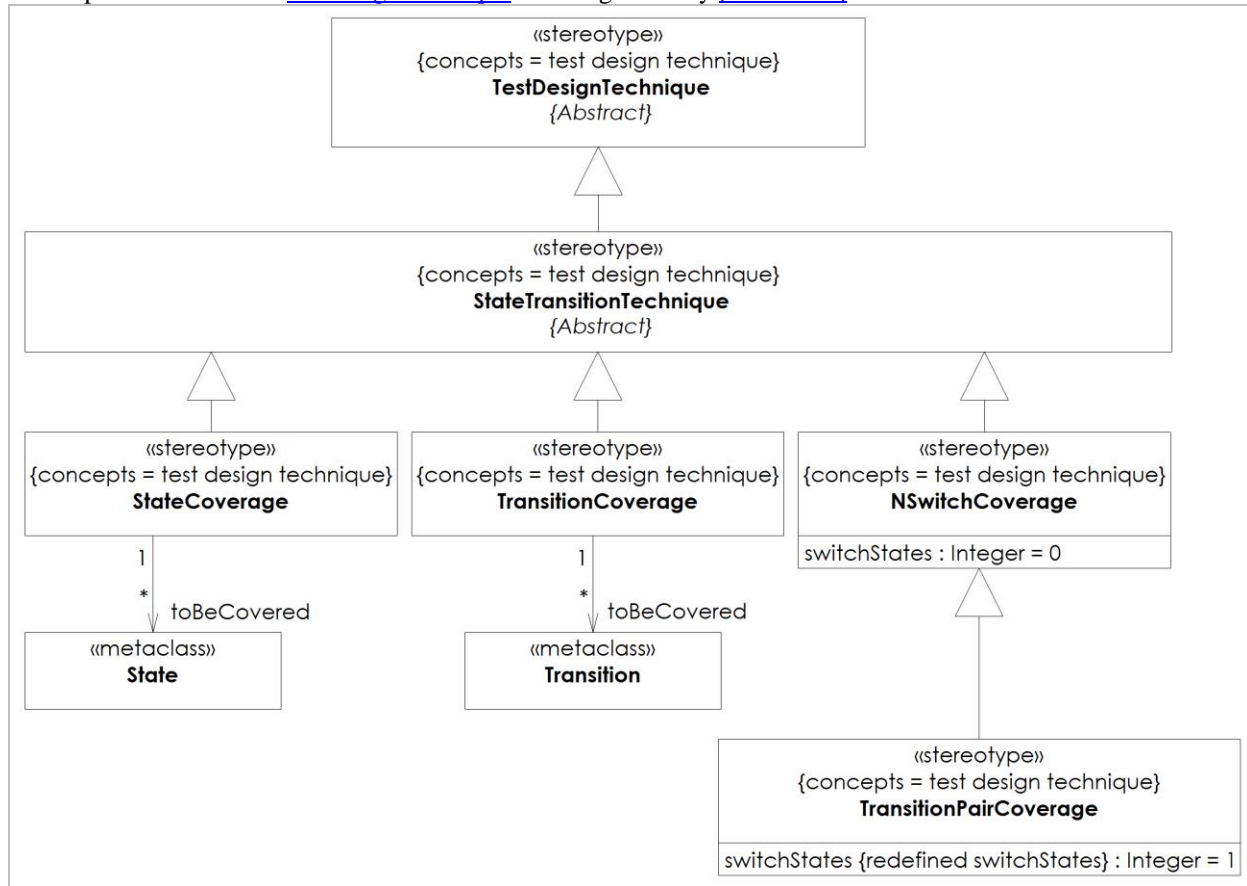 «stereotype»
{concepts = test design technique}
TestDesignTechnique
{Abstract}
«stereotype»
{concepts = test design technique}
StateTransitionTechnique
{Abstract}
«stereotype»
{concepts = test design technique}
StateCoverage
«stereotype»
{concepts = test design technique}
TransitionCoverage
«stereotype»
{concepts = test design technique}
NSwitchCoverage
switchStates : Integer = 0
1
*
toBeCovered
1
*
toBeCovered
«metaclass»
State
«metaclass»
Transition
«stereotype»
{concepts = test design technique}
TransitionPairCoverage
switchStates {redefined switchStates} : Integer = 1